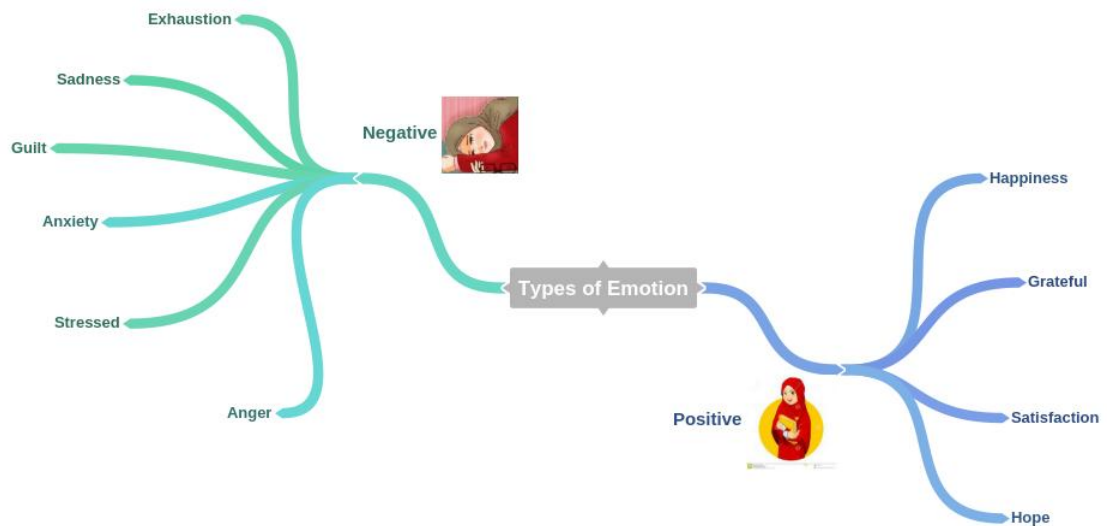 Exhaustion
Sadness
Negative
Guilt
Anxiety
Stressed
Anger
Types of Emotion
Happiness
Grateful
Positive
Satisfaction
Hope